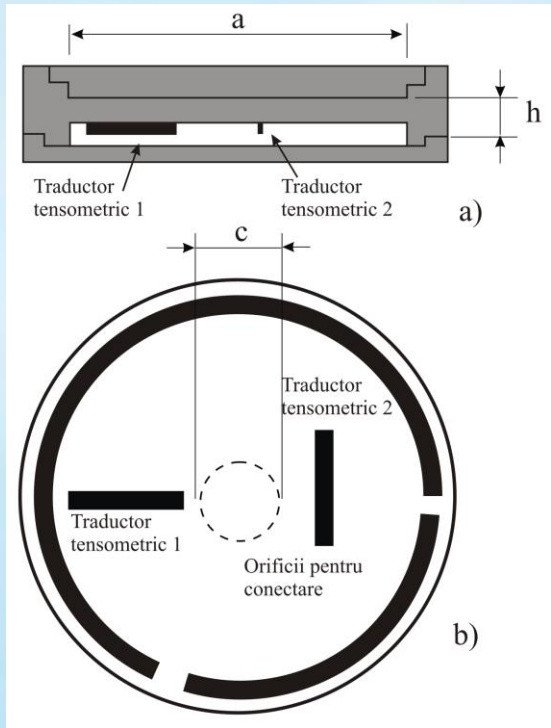 a
h
Traductor
tensometric 1
Traductor
tensometric 2
a)
c
Traductor
tensometric 2
Traductor
tensometric 1
Orificii pentru
conectare
b)